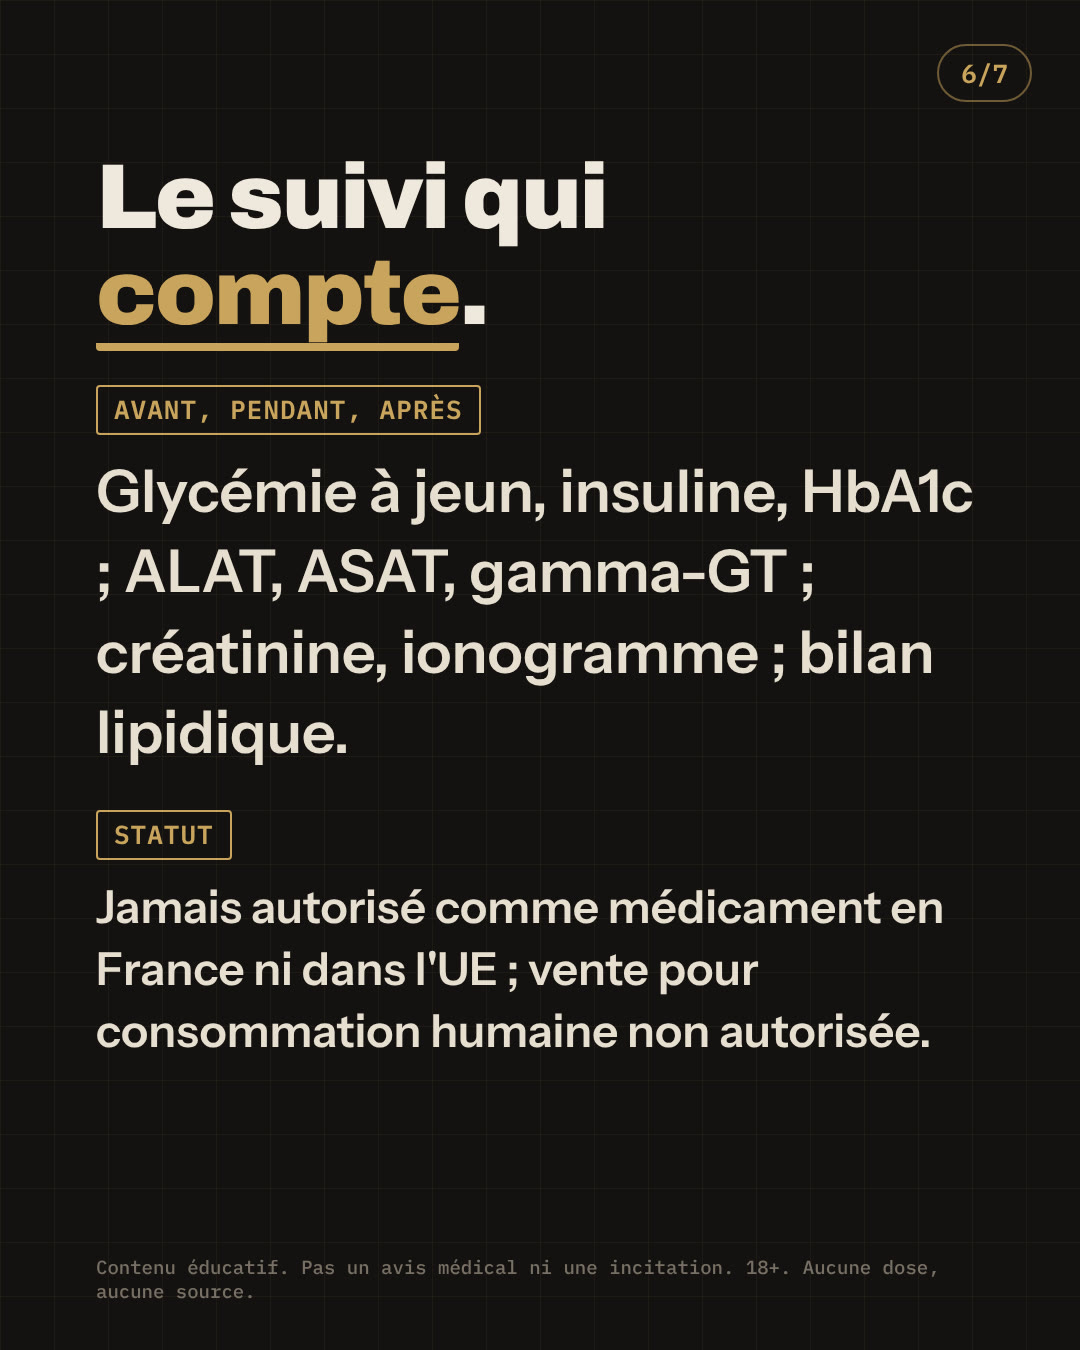 6/7
Le suivi qui
compte.
AVANT, PENDANT, APRÈS
Glycémie à jeun, insuline, HbA1c
; ALAT, ASAT, gamma-GT ;
créatinine, ionogramme ; bilan
lipidique.
STATUT
Jamais autorisé comme médicament en
France ni dans l'UE ; vente pour
consommation humaine non autorisée.
Contenu éducatif. Pas un avis médical ni une incitation. 18+. Aucune dose,
aucune source.